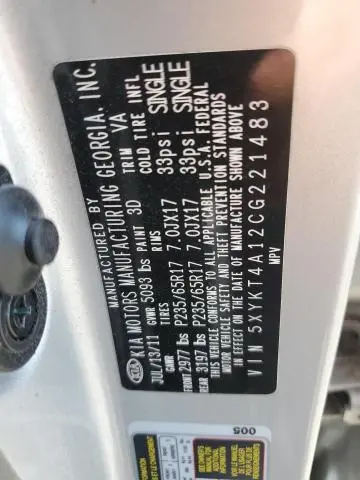 KIA MOTORS MANUFACTURING GEORGIA, INC.
JUL/13/11 PAINT 3D TRIM VA
GVWR 5093 lbs
GAWR TIRES RIMS COLD TIRE INFL
FRONT 2977 lbs P235/65R17 7.0JX17 33psi SINGLE
REAR 3197 lbs P235/65R17 7.0JX17 33psi SINGLE
THIS VEHICLE CONFORMS TO ALL APPLICABLE U.S.A. FEDERAL
MOTOR VEHICLE SAFETY AND THEFT PREVENTION STANDARDS
IN EFFECT ON THE DATE OF MANUFACTURE SHOWN ABOVE
VIN 5XYKT4A12CG221483
MPV
005